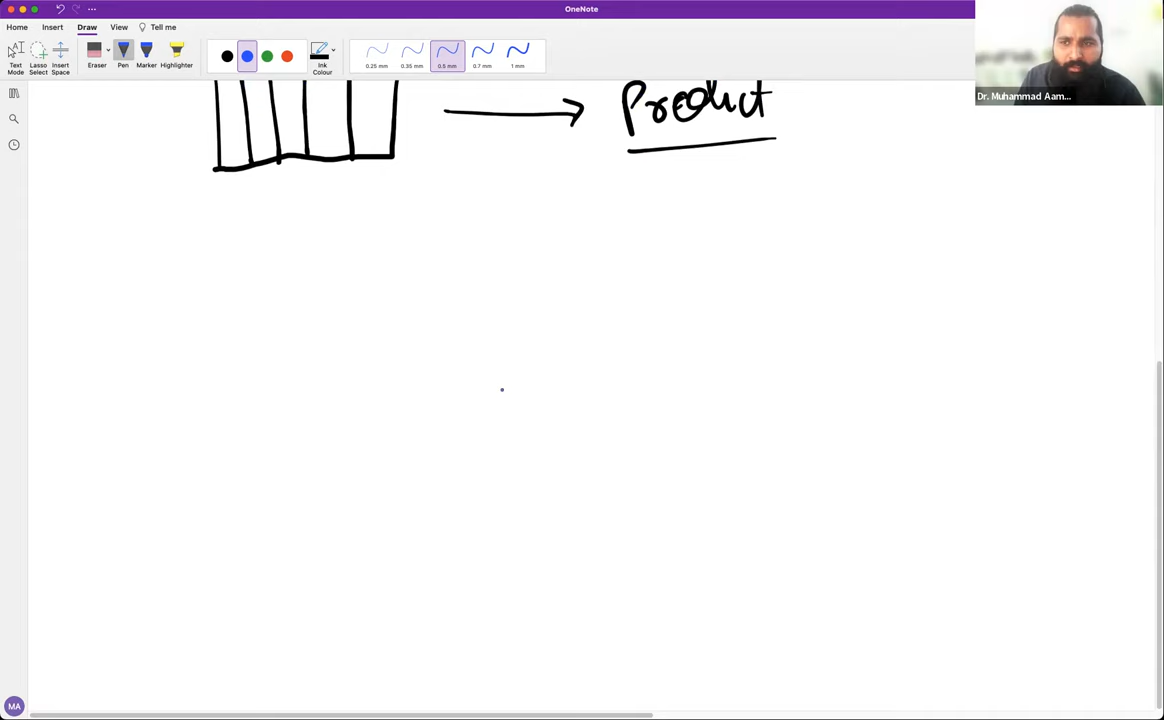 OneNote
Home Insert Draw View Tell me
Text Mode
Lasso Select
Insert Space
Eraser
Pen
Marker
Highlighter
Ink Colour
0.25 mm
0.35 mm
0.5 mm
0.7 mm
1 mm
Dr. Muhammad Aam...
Product
MA